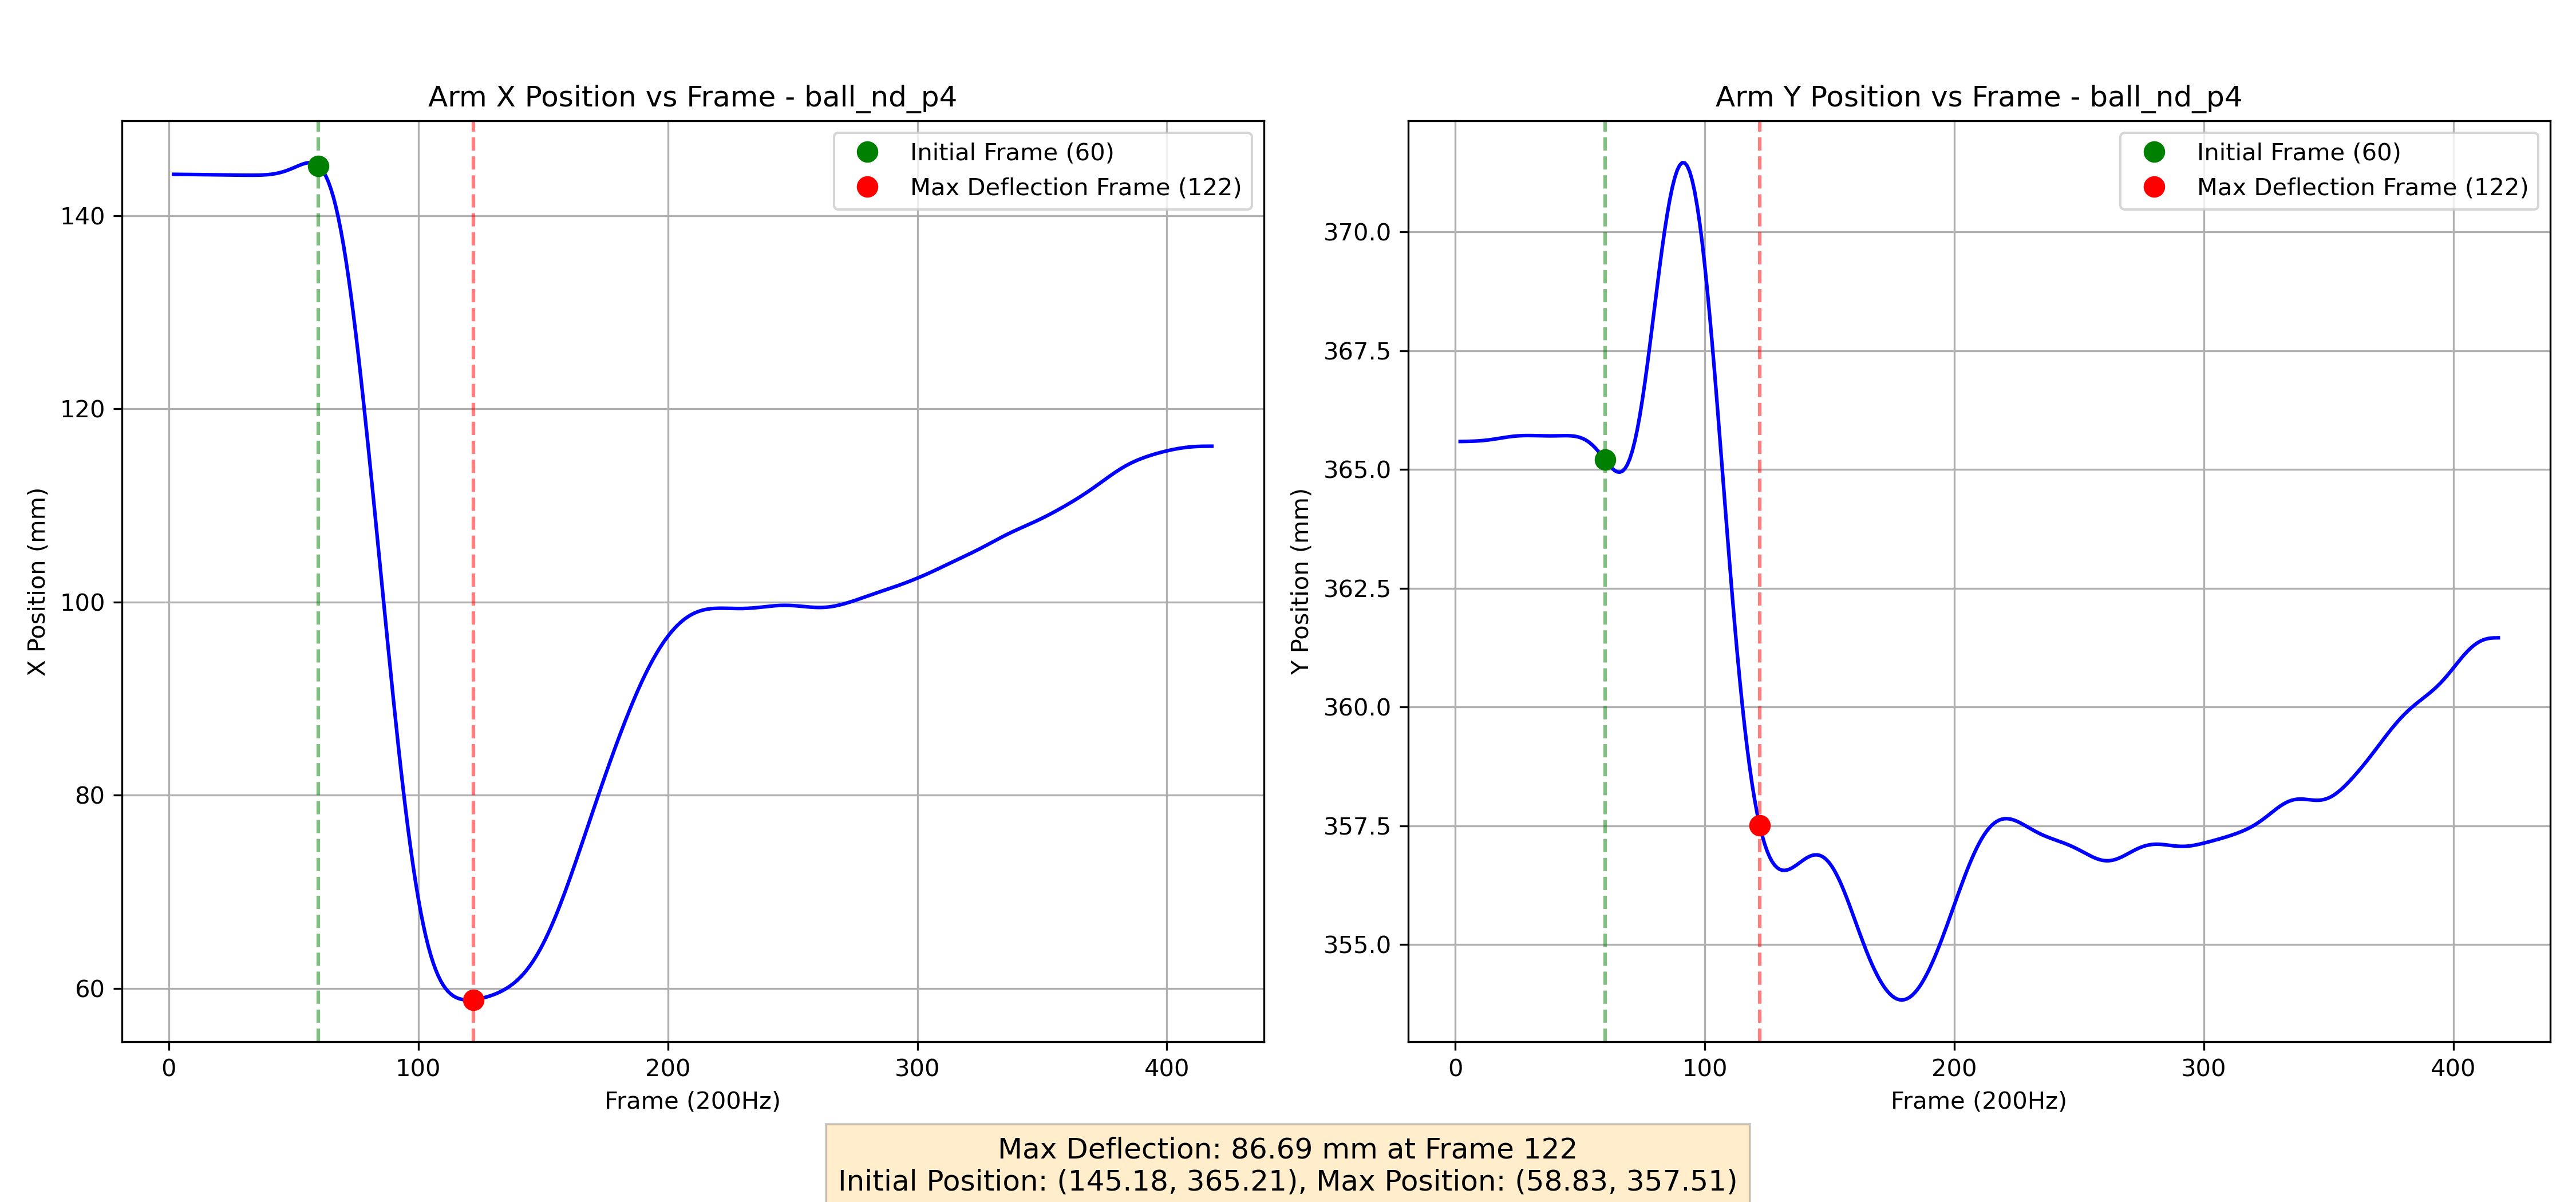 Arm X Position vs Frame - ball_nd_p4
Initial Frame (60)
Max Deflection Frame (122)
140
120
100
80
60
X Position (mm)
0 100 200 300 400
Frame (200Hz)
Arm Y Position vs Frame - ball_nd_p4
Initial Frame (60)
Max Deflection Frame (122)
370.0
367.5
365.0
362.5
360.0
357.5
355.0
Y Position (mm)
0 100 200 300 400
Frame (200Hz)
Max Deflection: 86.69 mm at Frame 122
Initial Position: (145.18, 365.21), Max Position: (58.83, 357.51)